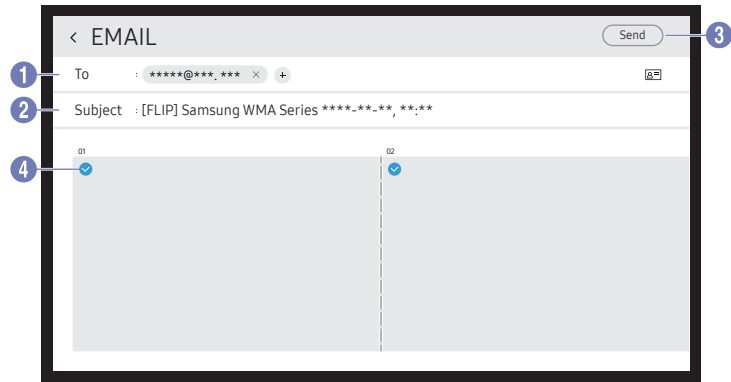 < EMAIL
Send
3
1
To : *****@***.*** × +
2
Subject : [FLIP] Samsung WMA Series ****-**-**, **:**
01
02
4